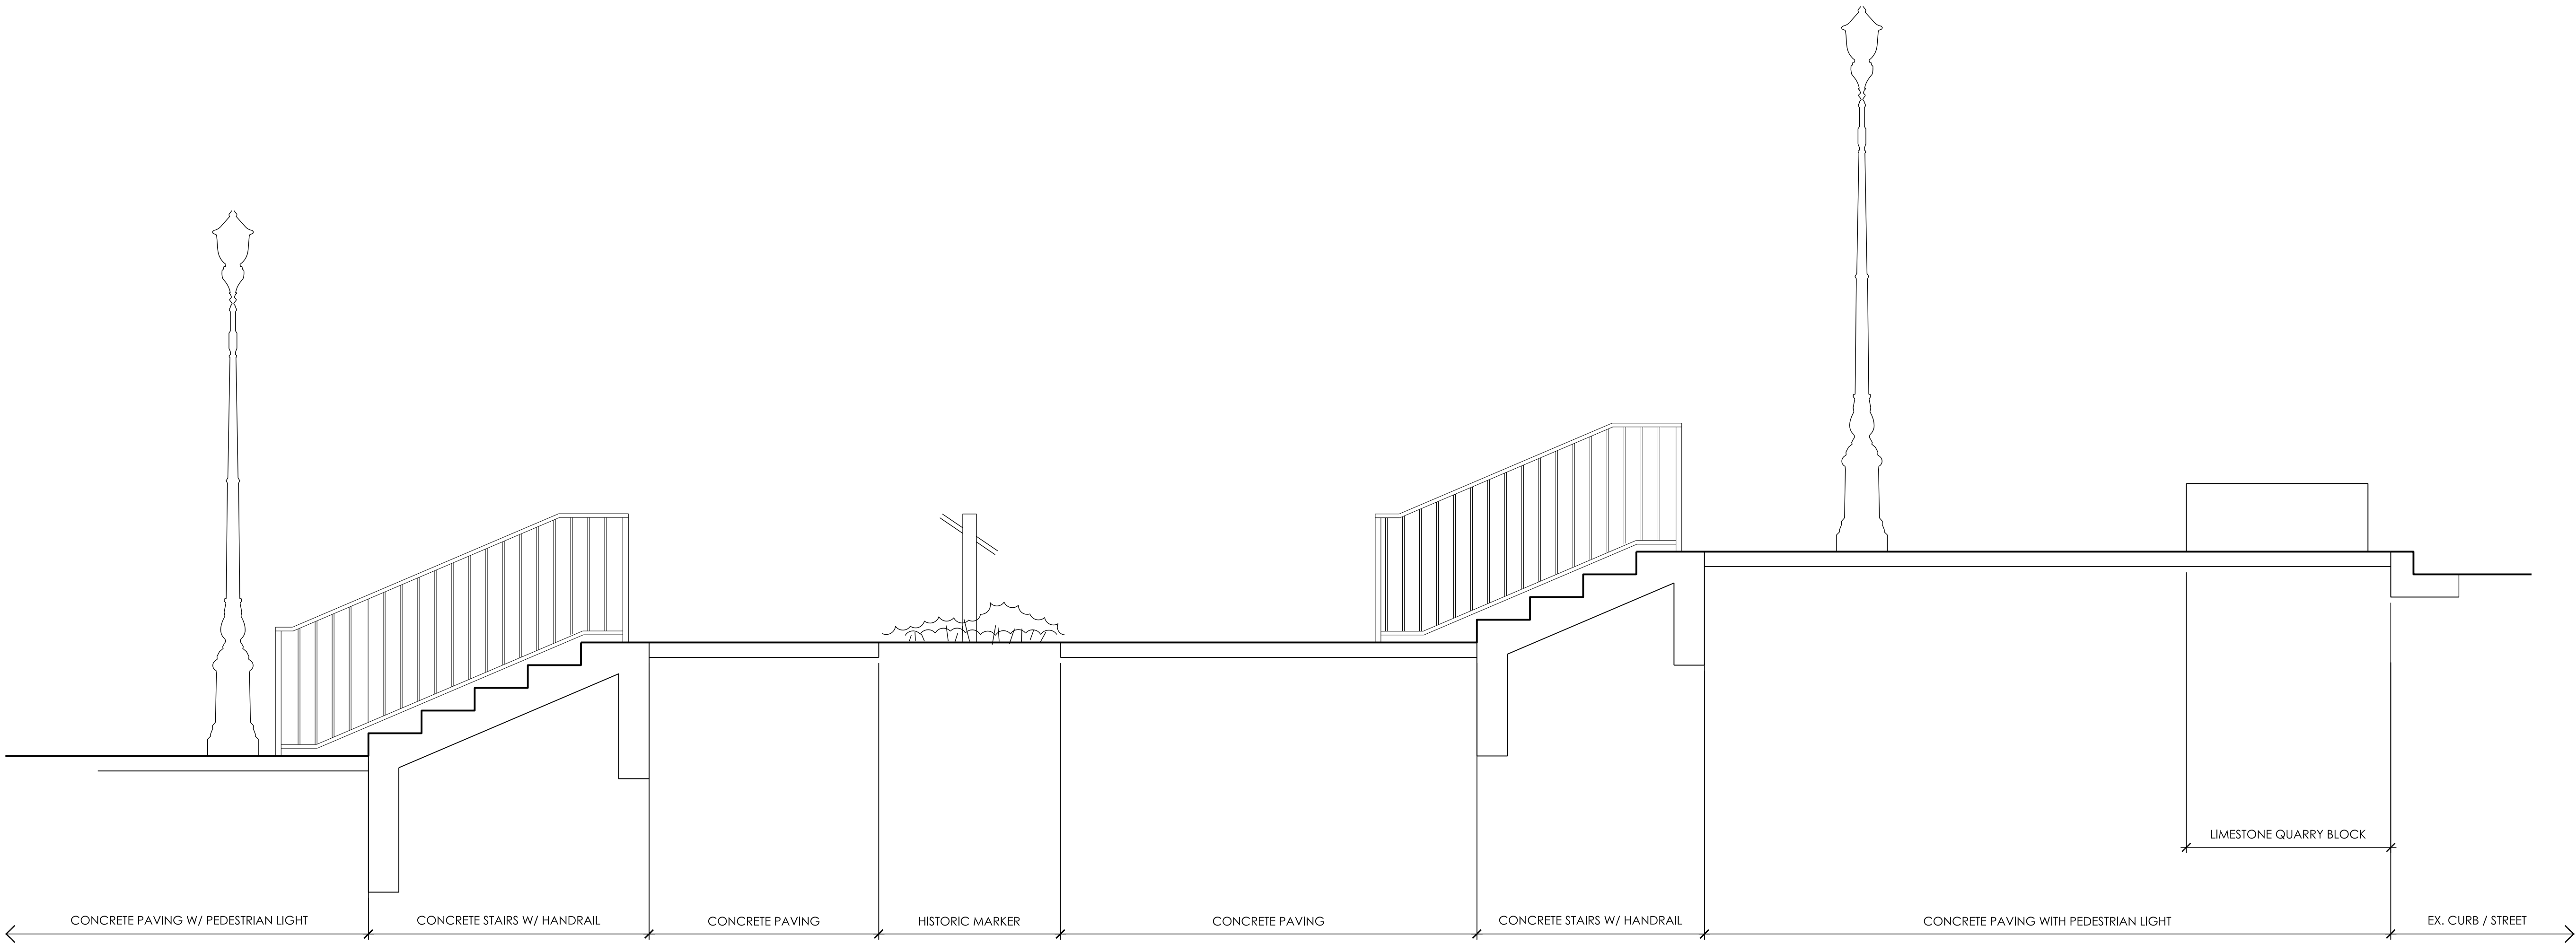 LIMESTONE QUARRY BLOCK
CONCRETE PAVING W/ PEDESTRIAN LIGHT
CONCRETE STAIRS W/ HANDRAIL
CONCRETE PAVING
HISTORIC MARKER
CONCRETE PAVING
CONCRETE STAIRS W/ HANDRAIL
CONCRETE PAVING WITH PEDESTRIAN LIGHT
EX. CURB / STREET